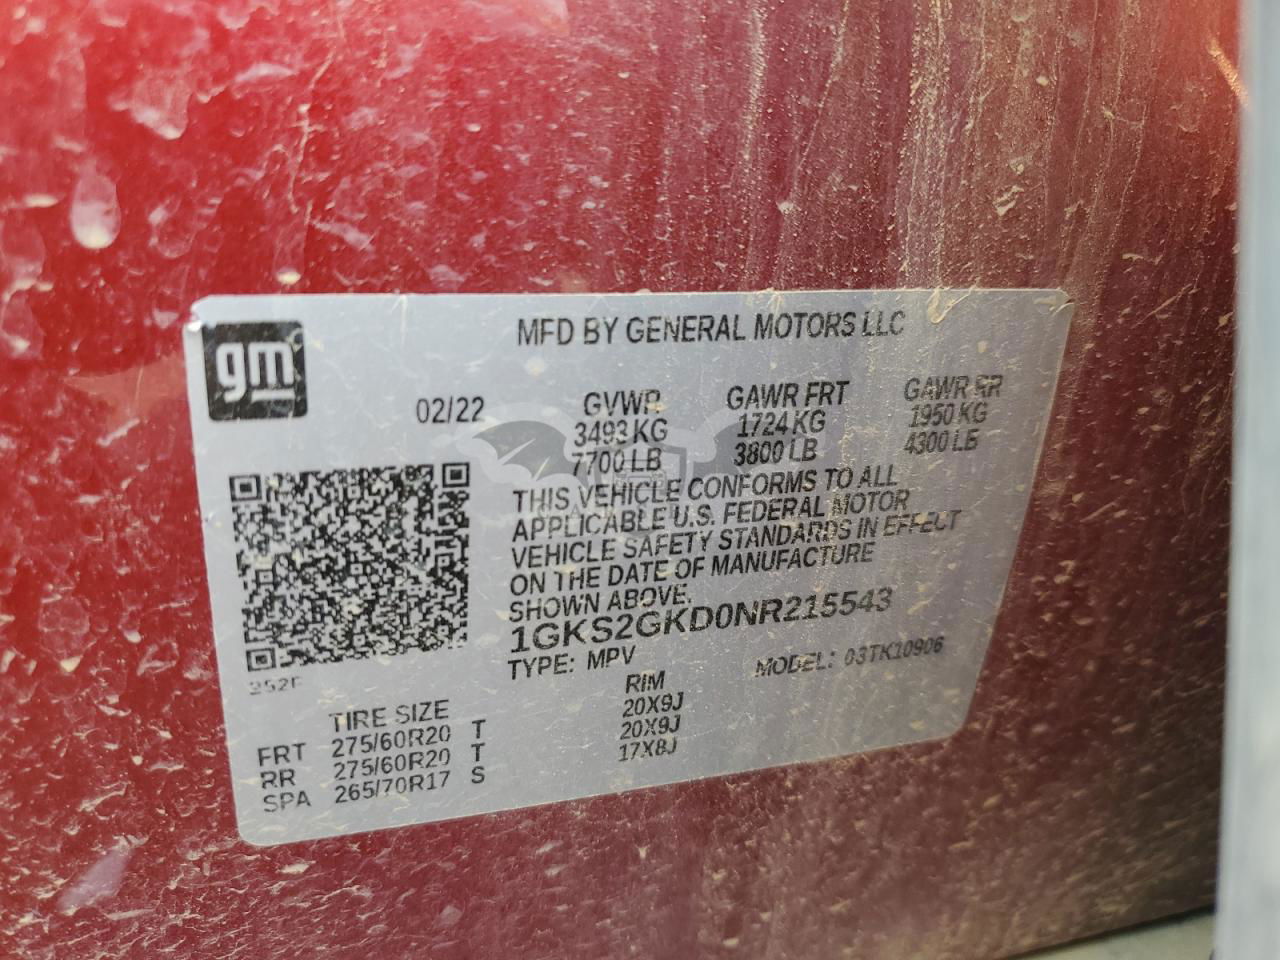 gm
MFD BY GENERAL MOTORS LLC
02/22 GVWR GAWR FRT GAWR RR
3493 KG 1724 KG 1950 KG
7700 LB 3800 LB 4300 LB
THIS VEHICLE CONFORMS TO ALL
APPLICABLE U.S. FEDERAL MOTOR
VEHICLE SAFETY STANDARDS IN EFFECT
ON THE DATE OF MANUFACTURE
SHOWN ABOVE.
1GKS2GKD0NR215543
TYPE: MPV MODEL: 03TK10906
TIRE SIZE RIM
FRT 275/60R20 T 20X9J
RR 275/60R20 T 20X9J
SPA 265/70R17 S 17X8J